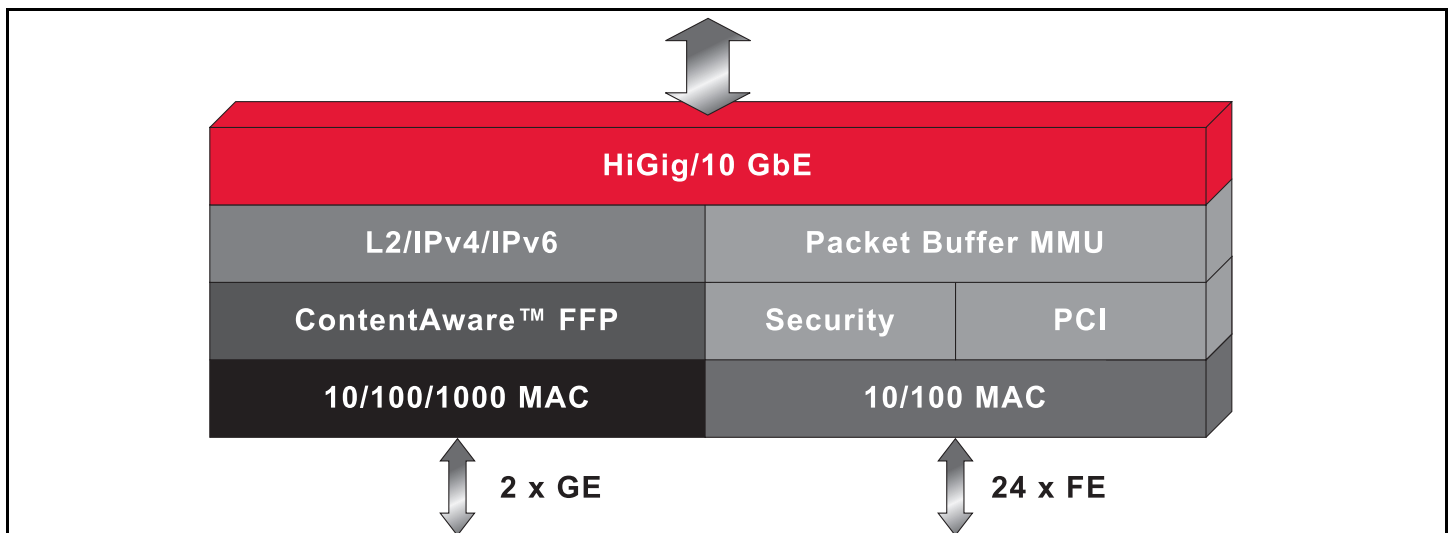 HiGig/10 GbE
L2/IPv4/IPv6
Packet Buffer MMU
ContentAware™ FFP
Security
PCI
10/100/1000 MAC
10/100 MAC
2 x GE
24 x FE